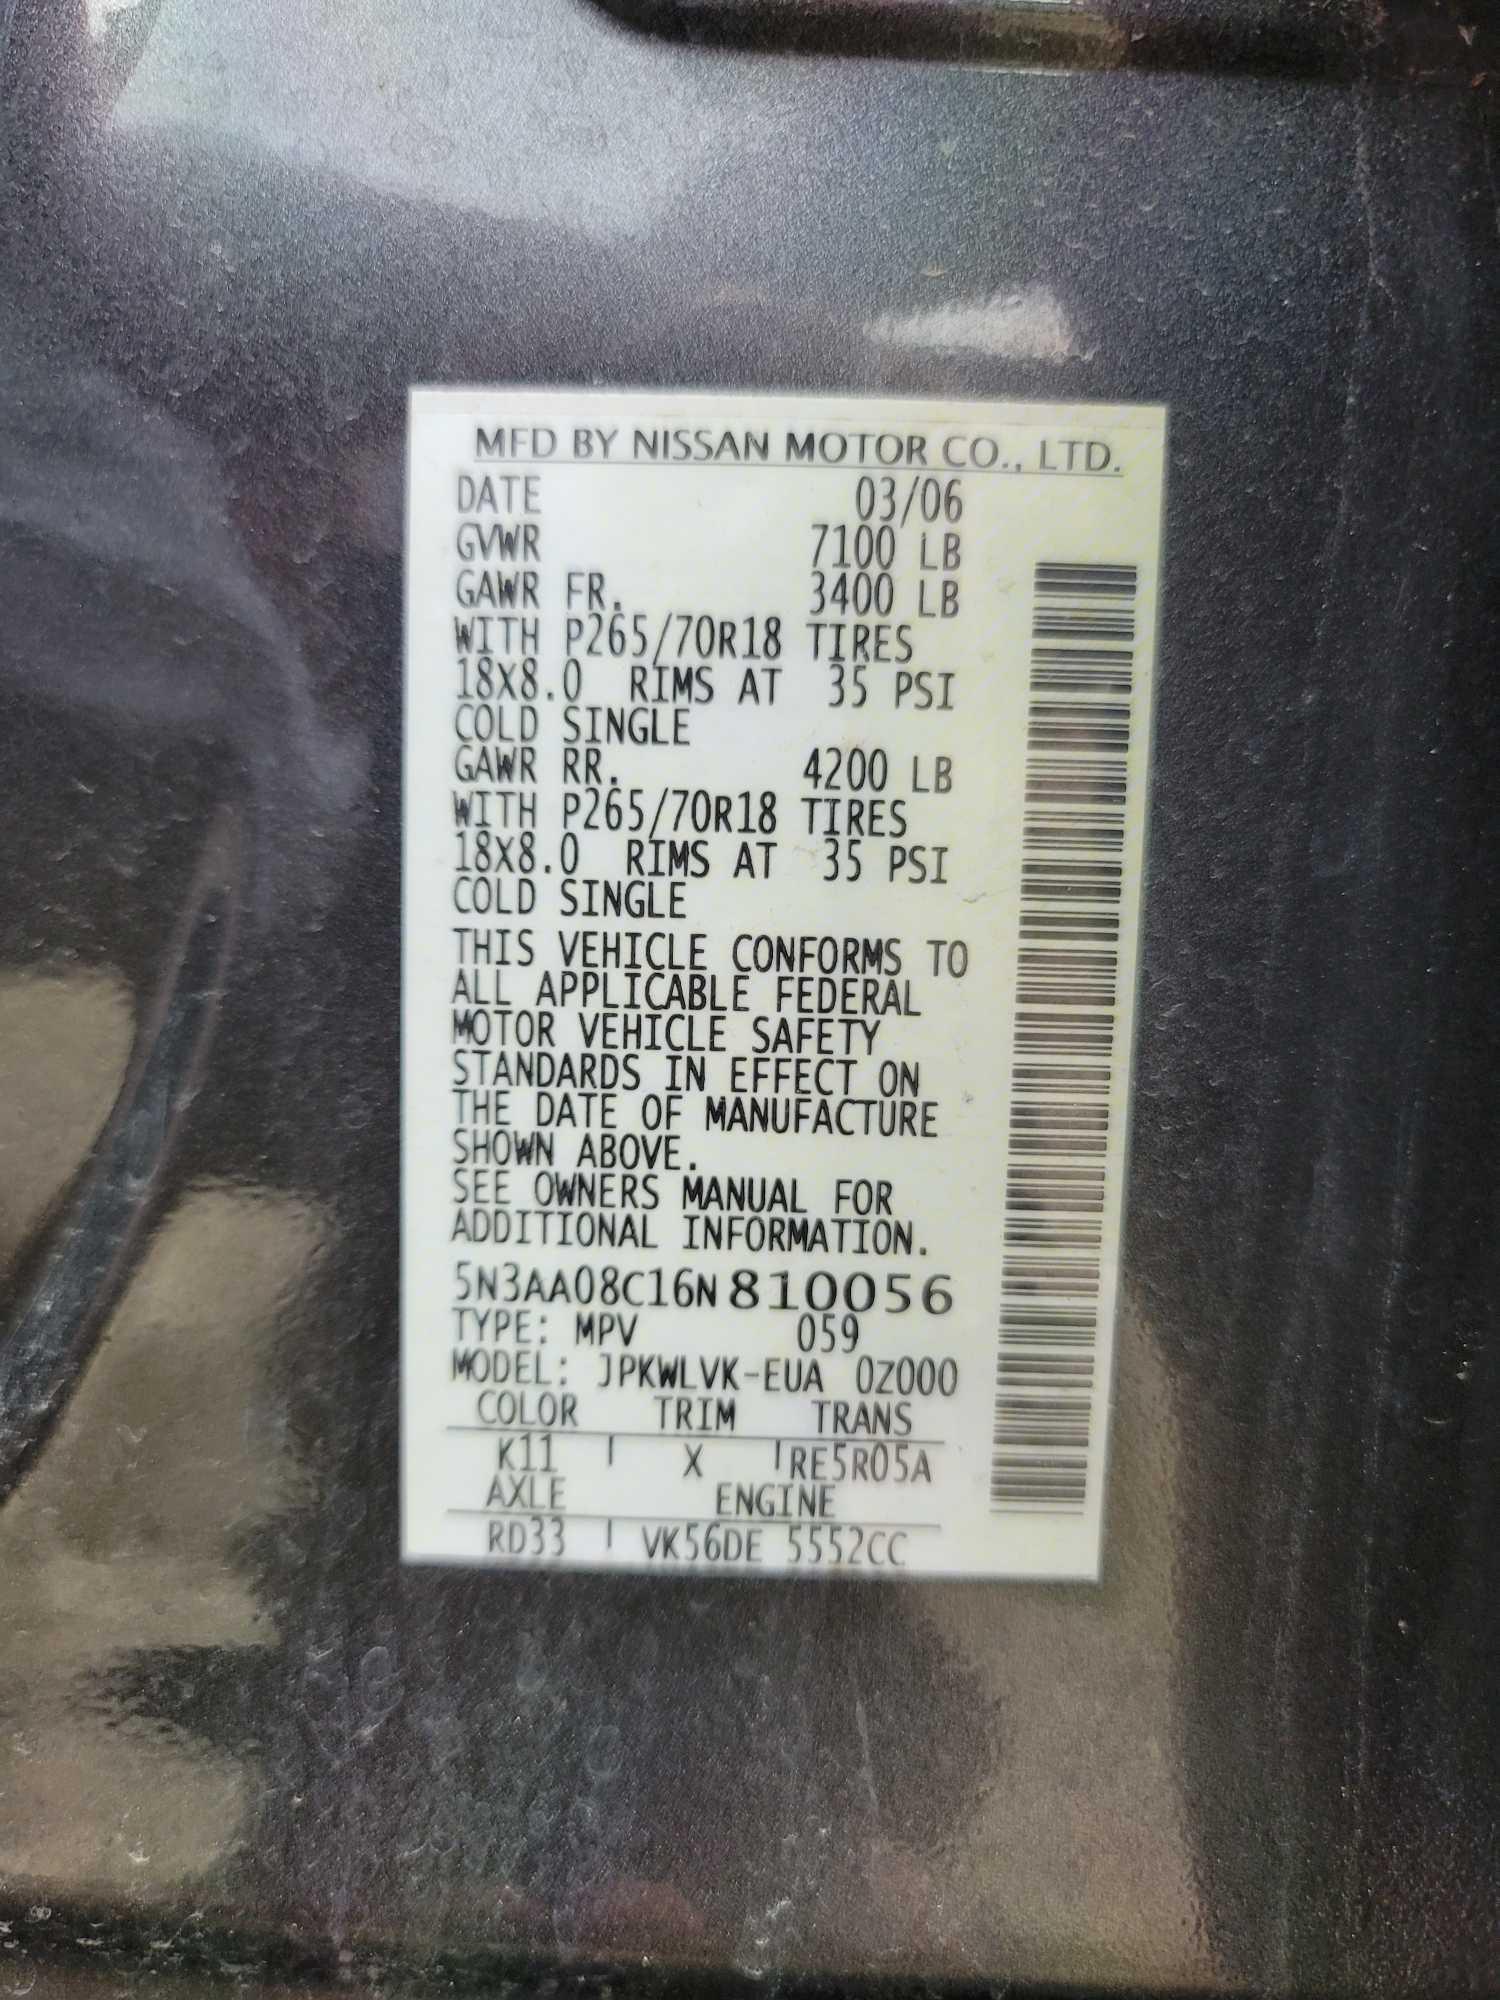 MFD BY NISSAN MOTOR CO., LTD.
DATE 03/06
GVWR 7100 LB
GAWR FR. 3400 LB
WITH P265/70R18 TIRES
18X8.0 RIMS AT 35 PSI
COLD SINGLE
GAWR RR. 4200 LB
WITH P265/70R18 TIRES
18X8.0 RIMS AT 35 PSI
COLD SINGLE
THIS VEHICLE CONFORMS TO
ALL APPLICABLE FEDERAL
MOTOR VEHICLE SAFETY
STANDARDS IN EFFECT ON
THE DATE OF MANUFACTURE
SHOWN ABOVE.
SEE OWNERS MANUAL FOR
ADDITIONAL INFORMATION.
5N3AA08C16N810056
TYPE: MPV 059
MODEL: JPKWLVK-EUA 0Z000
COLOR TRIM TRANS
K11 X RE5R05A
AXLE ENGINE
RD33 VK56DE 5552CC